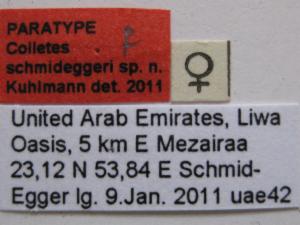 PARATYPE
Colletes ♀
schmideggeri sp. n.
Kuhlmann det. 2011
♀
United Arab Emirates, Liwa
Oasis, 5 km E Mezairaa
23,12 N 53,84 E Schmid-
Egger lg. 9.Jan. 2011 uae42